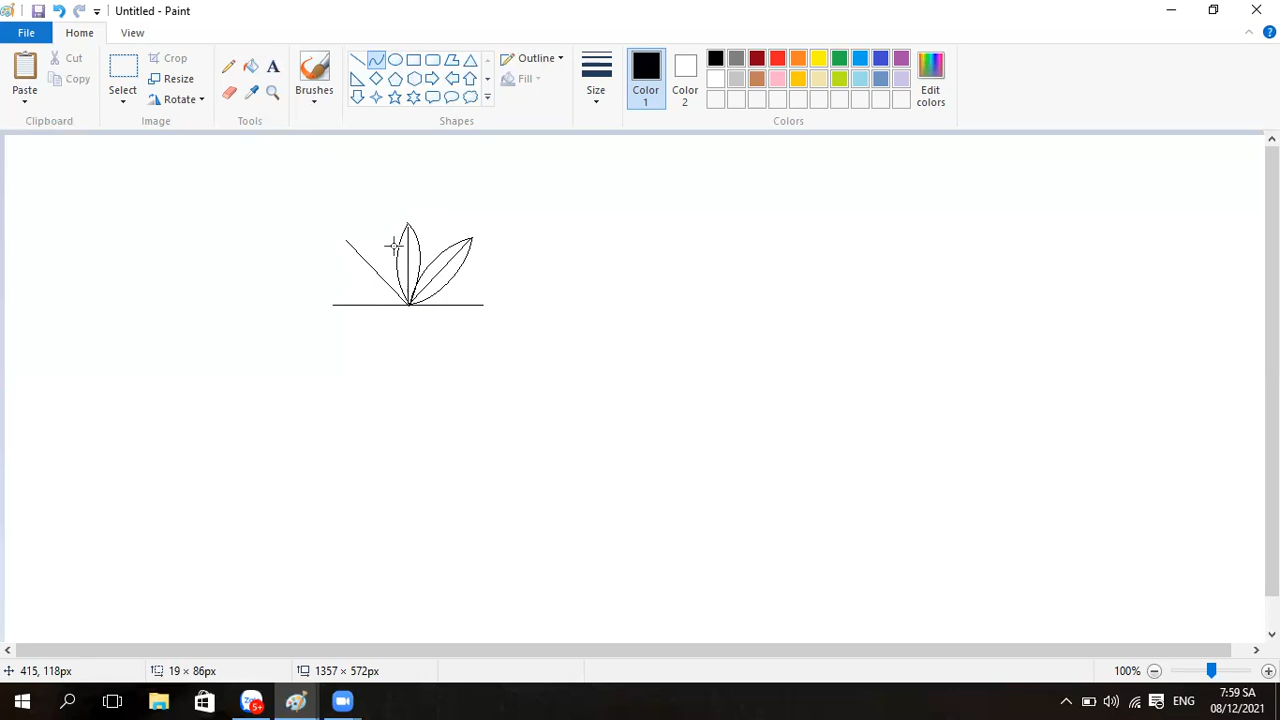 Untitled - Paint
File
Home
View
Paste
Cut
Copy
Clipboard
Select
Crop
Resize
Rotate
Image
A
Tools
Brushes
Outline
Fill
Shapes
Size
Color 1
Color 2
Edit colors
Colors
415, 118px
19 × 86px
1357 × 572px
100%
Zalo
5+
ENG
7:59 SA
08/12/2021